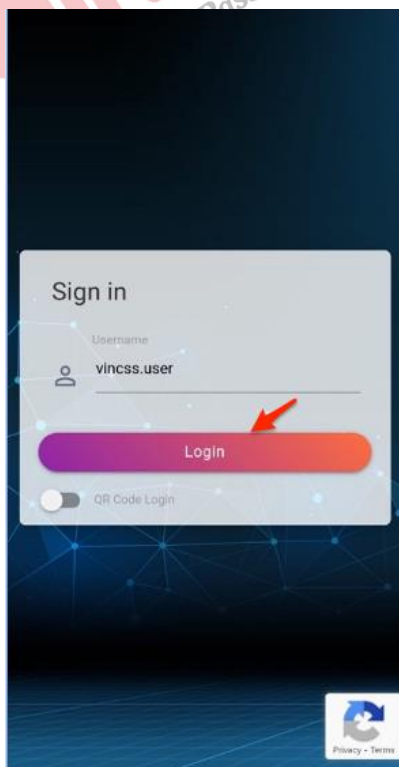 Sign in
Username
vincss.user
Login
QR Code Login
Privacy - Terms